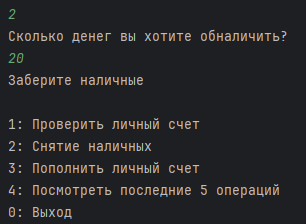 2
Сколько денег вы хотите обналичить?
20
Заберите наличные
1: Проверить личный счет
2: Снятие наличных
3: Пополнить личный счет
4: Посмотреть последние 5 операций
0: Выход